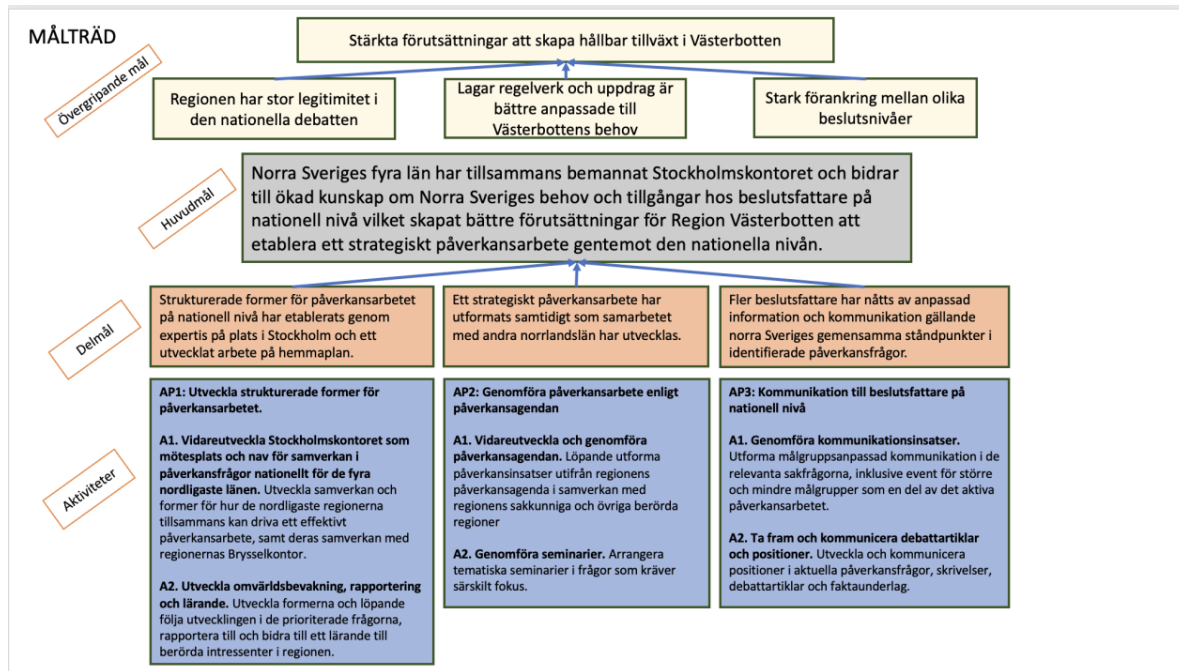 MÅLTRÄD
Övergripande mål
Stärkta förutsättningar att skapa hållbar tillväxt i Västerbotten
Regionen har stor legitimitet i
den nationella debatten
Lagar regelverk och uppdrag är
bättre anpassade till
Västerbottens behov
Stark förankring mellan olika
beslutsnivåer
Huvudmål
Norra Sveriges fyra län har tillsammans bemannat Stockholmskontoret och bidrar
till ökad kunskap om Norra Sveriges behov och tillgångar hos beslutsfattare på
nationell nivå vilket skapat bättre förutsättningar för Region Västerbotten att
etablera ett strategiskt påverkansarbete gentemot den nationella nivån.
Delmål
Strukturerade former för påverkansarbetet
på nationell nivå har etablerats genom
expertis på plats i Stockholm och ett
utvecklat arbete på hemmaplan.
Ett strategiskt påverkansarbete har
utformats samtidigt som samarbetet
med andra norrlandslän har utvecklas.
Fler beslutsfattare har nåtts av anpassad
information och kommunikation gällande
norra Sveriges gemensamma ståndpunkter i
identifierade påverkansfrågor.
Aktiviteter
AP1: Utveckla strukturerade former för
påverkansarbetet.
A1. Vidareutveckla Stockholmskontoret som
mötesplats och nav för samverkan i
påverkansfrågor nationellt för de fyra
nordligaste länen. Utveckla samverkan och
former för hur de nordligaste regionerna
tillsammans kan driva ett effektivt
påverkansarbete, samt deras samverkan med
regionernas Brysselkontor.
A2. Utveckla omvärldsbevakning, rapportering
och lärande. Utveckla formerna och löpande
följa utvecklingen i de prioriterade frågorna,
rapportera till och bidra till ett lärande till
berörda intressenter i regionen.
AP2: Genomföra påverkansarbete enligt
påverkansagendan
A1. Vidareutveckla och genomföra
påverkansagendan. Löpande utforma
påverkansinsatser utifrån regionens
påverkansagenda i samverkan med
regionens sakkunniga och övriga berörda
regioner
A2. Genomföra seminarier. Arrangera
tematiska seminarier i frågor som kräver
särskilt fokus.
AP3: Kommunikation till beslutsfattare på
nationell nivå
A1. Genomföra kommunikationsinsatser.
Utforma målgruppsanpassad kommunikation i de
relevanta sakfrågorna, inklusive event för större
och mindre målgrupper som en del av det aktiva
påverkansarbetet.
A2. Ta fram och kommunicera debattartiklar
och positioner. Utveckla och kommunicera
positioner i aktuella påverkansfrågor, skrivelser,
debattartiklar och faktaunderlag.